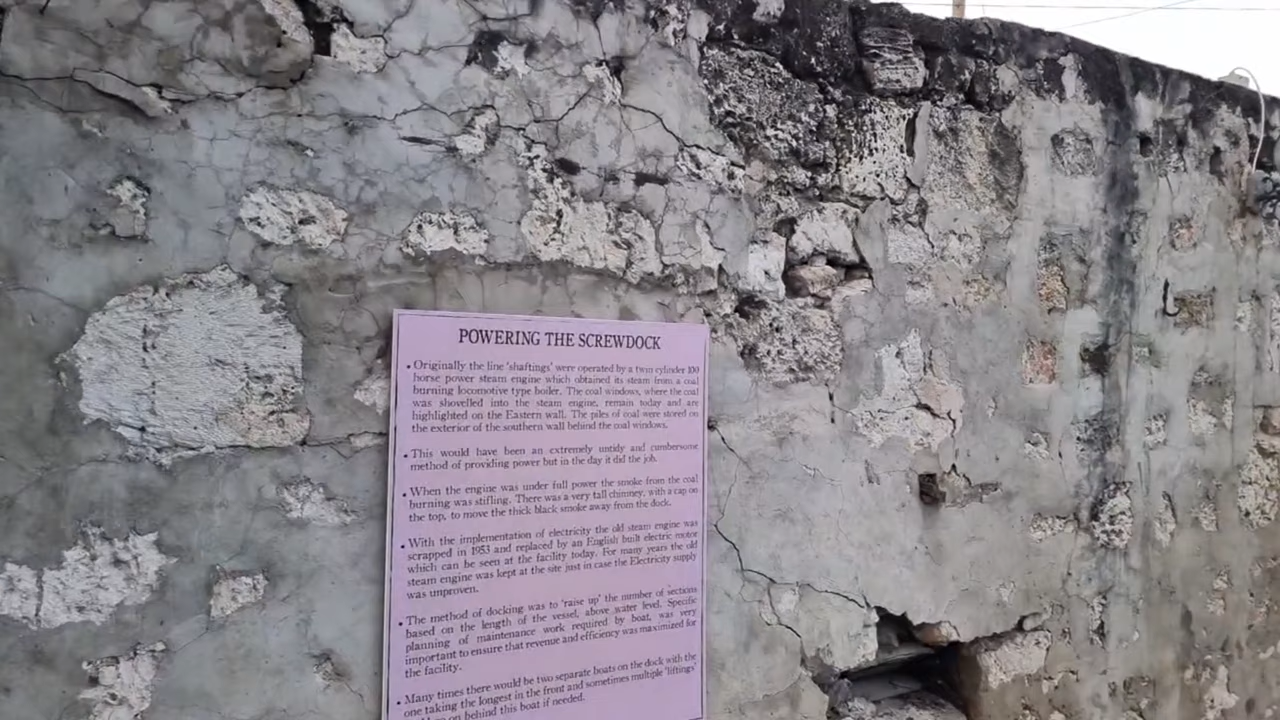 POWERING THE SCREWDOCK
• Originally the line 'shaftings' were operated by a twin cylinder 100
horse power steam engine which obtained its steam from a coal
burning locomotive type boiler. The coal windows, where the coal
was shovelled into the steam engine, remain today and are
highlighted on the Eastern wall. The piles of coal were stored on
the exterior of the southern wall behind the coal windows.
• This would have been an extremely untidy and cumbersome
method of providing power but in the day it did the job.
• When the engine was under full power the smoke from the coal
burning was stifling. There was a very tall chimney, with a cap on
the top, to move the thick black smoke away from the dock.
• With the implementation of electricity the old steam engine was
scrapped in 1953 and replaced by an English built electric motor
which can be seen at the facility today. For many years the old
steam engine was kept at the site just in case the Electricity supply
was unproven.
• The method of docking was to 'raise up' the number of sections
based on the length of the vessel, above water level. Specific
planning of maintenance work required by boat, was very
important to ensure that revenue and efficiency was maximized for
the facility.
• Many times there would be two separate boats on the dock with the
one taking the longest in the front and sometimes multiple 'liftings'
on behind this boat if needed.